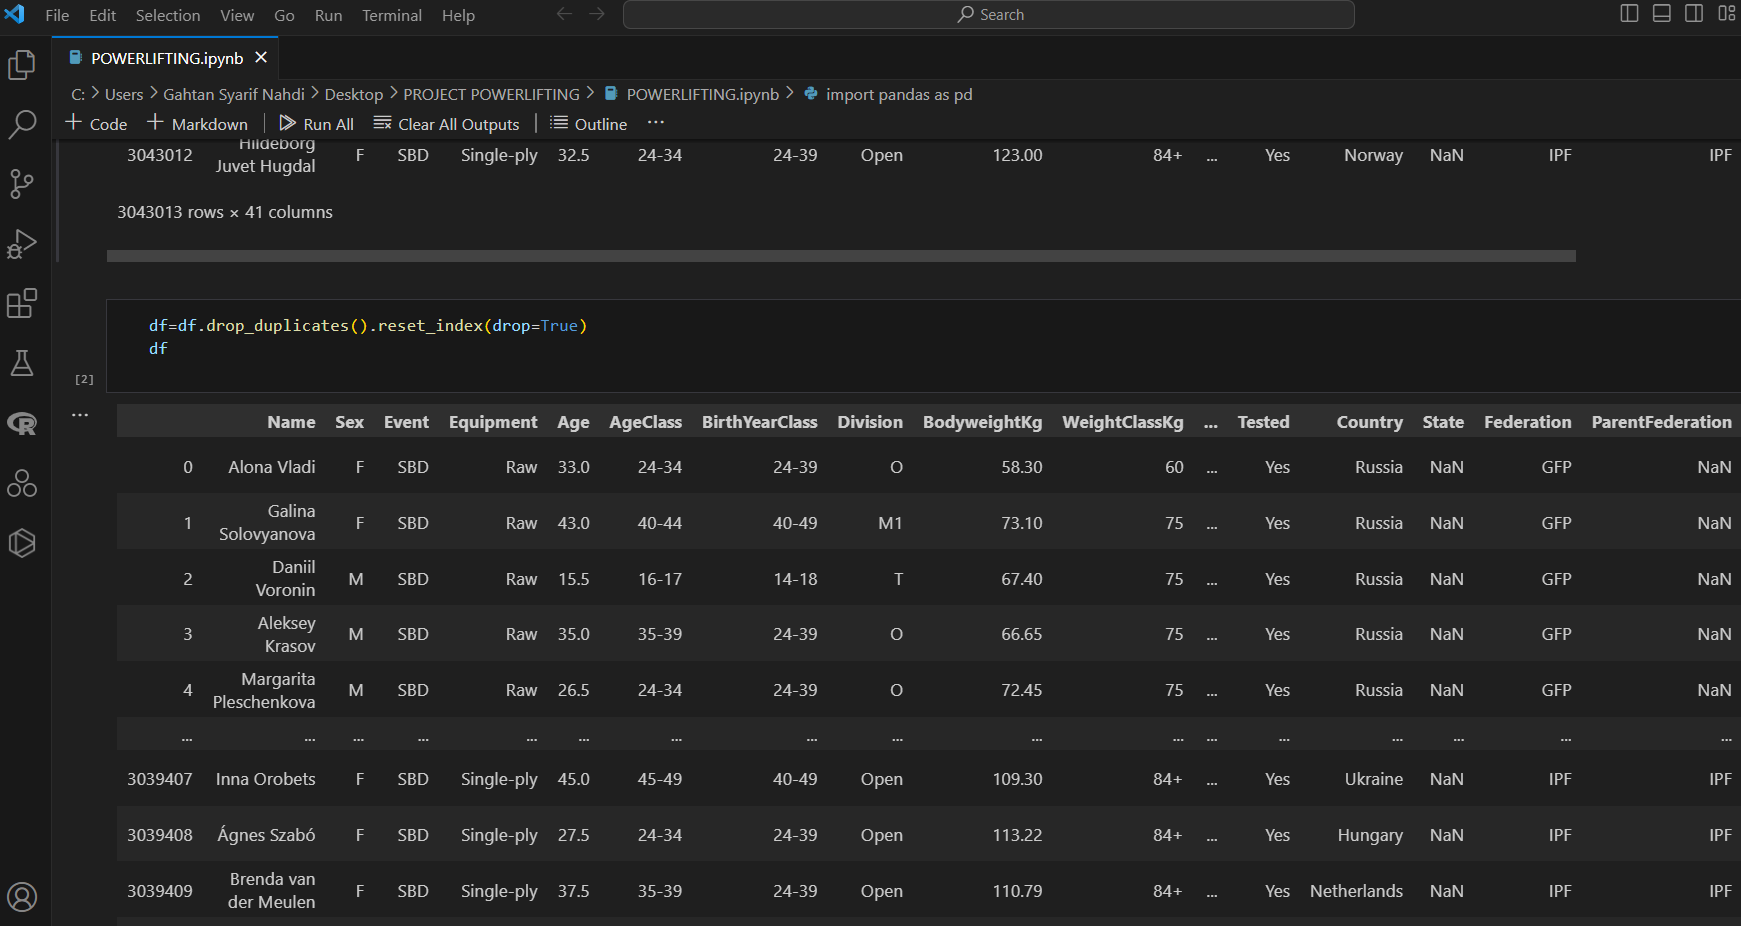 File Edit Selection View Go Run Terminal Help Search
POWERLIFTING.ipynb
C: > Users > Gahtan Syarif Nahdi > Desktop > PROJECT POWERLIFTING > POWERLIFTING.ipynb > import pandas as pd
+ Code + Markdown Run All Clear All Outputs Outline ...
3043012 Hildeborg Juvet Hugdal F SBD Single-ply 32.5 24-34 24-39 Open 123.00 84+ ... Yes Norway NaN IPF IPF
3043013 rows × 41 columns
df=df.drop_duplicates().reset_index(drop=True)
df
[2]
...
Name Sex Event Equipment Age AgeClass BirthYearClass Division BodyweightKg WeightClassKg ... Tested Country State Federation ParentFederation
0 Alona Vladi F SBD Raw 33.0 24-34 24-39 O 58.30 60 ... Yes Russia NaN GFP NaN
1 Galina Solovyanova F SBD Raw 43.0 40-44 40-49 M1 73.10 75 ... Yes Russia NaN GFP NaN
2 Daniil Voronin M SBD Raw 15.5 16-17 14-18 T 67.40 75 ... Yes Russia NaN GFP NaN
3 Aleksey Krasov M SBD Raw 35.0 35-39 24-39 O 66.65 75 ... Yes Russia NaN GFP NaN
4 Margarita Pleschenkova M SBD Raw 26.5 24-34 24-39 O 72.45 75 ... Yes Russia NaN GFP NaN
... ... ... ... ... ... ... ... ... ... ... ... ... ... ... ... ...
3039407 Inna Orobets F SBD Single-ply 45.0 45-49 40-49 Open 109.30 84+ ... Yes Ukraine NaN IPF IPF
3039408 Ágnes Szabó F SBD Single-ply 27.5 24-34 24-39 Open 113.22 84+ ... Yes Hungary NaN IPF IPF
3039409 Brenda van der Meulen F SBD Single-ply 37.5 35-39 24-39 Open 110.79 84+ ... Yes Netherlands NaN IPF IPF